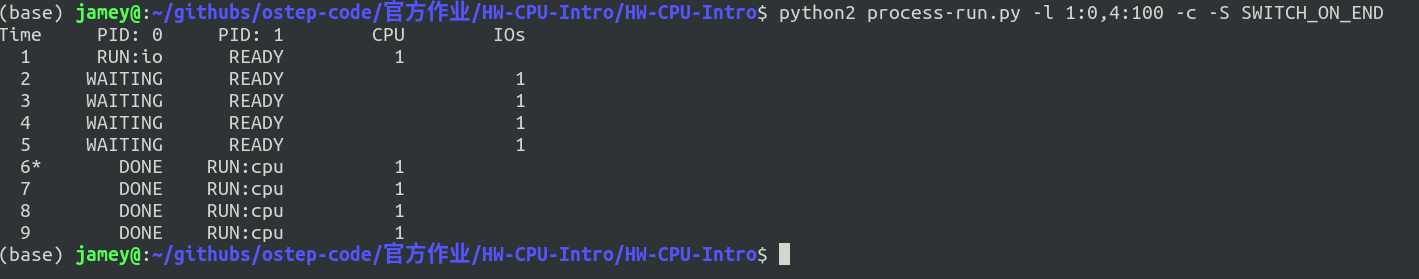 (base) jamey@:~/githubs/ostep-code/官方作业/HW-CPU-Intro/HW-CPU-Intro$ python2 process-run.py -l 1:0,4:100 -c -S SWITCH_ON_END
Time     PID: 0     PID: 1        CPU        IOs
  1      RUN:io      READY          1
  2     WAITING      READY                     1
  3     WAITING      READY                     1
  4     WAITING      READY                     1
  5     WAITING      READY                     1
  6*       DONE    RUN:cpu          1
  7        DONE    RUN:cpu          1
  8        DONE    RUN:cpu          1
  9        DONE    RUN:cpu          1
(base) jamey@:~/githubs/ostep-code/官方作业/HW-CPU-Intro/HW-CPU-Intro$